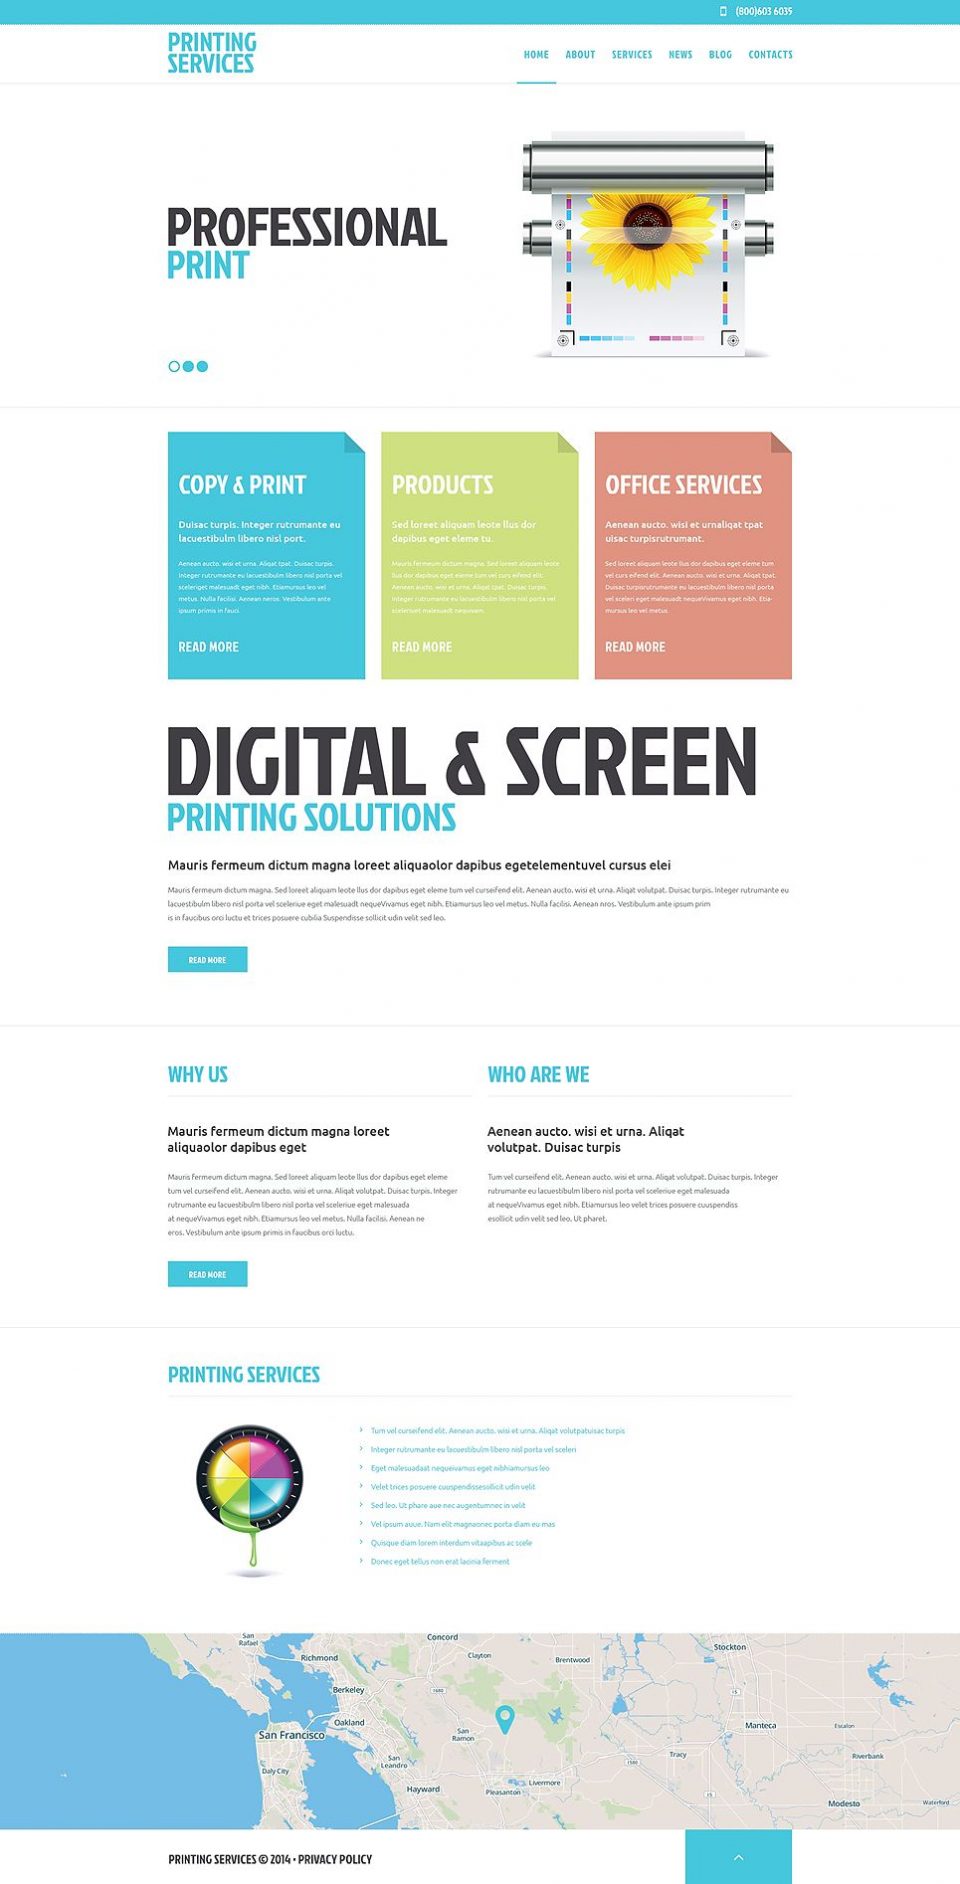 (800)603 6035
PRINTING
SERVICES
HOME ABOUT SERVICES NEWS BLOG CONTACTS
PROFESSIONAL
PRINT
COPY & PRINT
Duisac turpis. Integer rutrumante eu
lacuestibulm libero nisl port.
Aenean aucto. wisi et urna. Aliqat tpat. Duisac turpis.
Integer rutrumante eu lacuestibulm libero nisl porta vel
sceleriget malesuadt eget nibh. Etiamursus leo vel
metus. Nulla facilisi. Aenean neros. Vestibulum ante
ipsum primis in fauci.
READ MORE
PRODUCTS
Sed loreet aliquam leote llus dor
dapibus eget eleme tu.
Mauris fermeum dictum magna. Sed loreet aliquam leote
llus dor dapibus eget eleme tum vel curs eifend elit.
Aenean aucto. wisi et urna. Aliqat tpat. Duisac turpis.
Integer rutrumante eu lacuestibulm libero nisl porta vel
sceleriuet malesuadt nequivam.
READ MORE
OFFICE SERVICES
Aenean aucto. wisi et urnaliqat tpat
uisac turpisrutrumant.
Sed loreet aliquam leote llus dor dapibus eget eleme tum
vel curs eifend elit. Aenean aucto. wisi et urna. Aliqat tpat.
Duisac turpisrutrumante eu lacuestibulm libero nisl porta
vel sceleri eget malesuadt nequeVivamus eget nibh. Etia-
mursus leo vel metus.
READ MORE
DIGITAL & SCREEN
PRINTING SOLUTIONS
Mauris fermeum dictum magna loreet aliquaolor dapibus egetelementuvel cursus elei
Mauris fermeum dictum magna. Sed loreet aliquam leote llus dor dapibus eget eleme tum vel curseifend elit. Aenean aucto. wisi et urna. Aliqat volutpat. Duisac turpis. Integer rutrumante eu
lacuestibulm libero nisl porta vel sceleriue eget malesuadt nequeVivamus eget nibh. Etiamursus leo vel metus. Nulla facilisi. Aenean nros. Vestibulum ante ipsum prim
is in faucibus orci luctu et trices posuere cubilia Suspendisse sollicit udin velit sed leo.
READ MORE
WHY US
Mauris fermeum dictum magna loreet
aliquaolor dapibus eget
Mauris fermeum dictum magna. Sed loreet aliquam leote llus dor dapibus eget eleme
tum vel curseifend elit. Aenean aucto. wisi et urna. Aliqat volutpat. Duisac turpis. Integer
rutrumante eu lacuestibulm libero nisl porta vel sceleriue eget malesuada
at nequeVivamus eget nibh. Etiamursus leo vel metus. Nulla facilisi. Aenean ne
eros. Vestibulum ante ipsum primis in faucibus orci luctu.
READ MORE
WHO ARE WE
Aenean aucto. wisi et urna. Aliqat
volutpat. Duisac turpis
Tum vel curseifend elit. Aenean aucto. wisi et urna. Aliqat volutpat. Duisac turpis. Integer
rutrumante eu lacuestibulm libero nisl porta vel sceleriue eget malesuada
at nequeVivamus eget nibh. Etiamursus leo velet trices posuere cuuspendiss
esollicit udin velit sed leo. Ut pharet.
PRINTING SERVICES
Tum vel curseifend elit. Aenean aucto. wisi et urna. Aliqat volutpatuisac turpis
Integer rutrumante eu lacuestibulm libero nisl porta vel sceleri
Eget malesuadaat nequeivamus eget nibhiamursus leo
Velet trices posuere cuuspendissesollicit udin velit
Sed leo. Ut phare aue nec augentumnec in velit
Vel ipsum auue. Nam elit magnaonec porta diam eu mas
Quisque diam lorem interdum vitaapibus ac scele
Donec eget tellus non erat lacinia ferment
San
Rafael
Concord
Richmond
Clayton
Brentwood
Stockton
Berkeley
1680
15
Oakland
San Francisco
San
Ramon
Manteca
Escalon
Daly City
San
Leandro
Tracy
Riverbank
1580
15
Hayward
Livermore
Pleasanton
Modesto
Waterford
PRINTING SERVICES © 2014 • PRIVACY POLICY